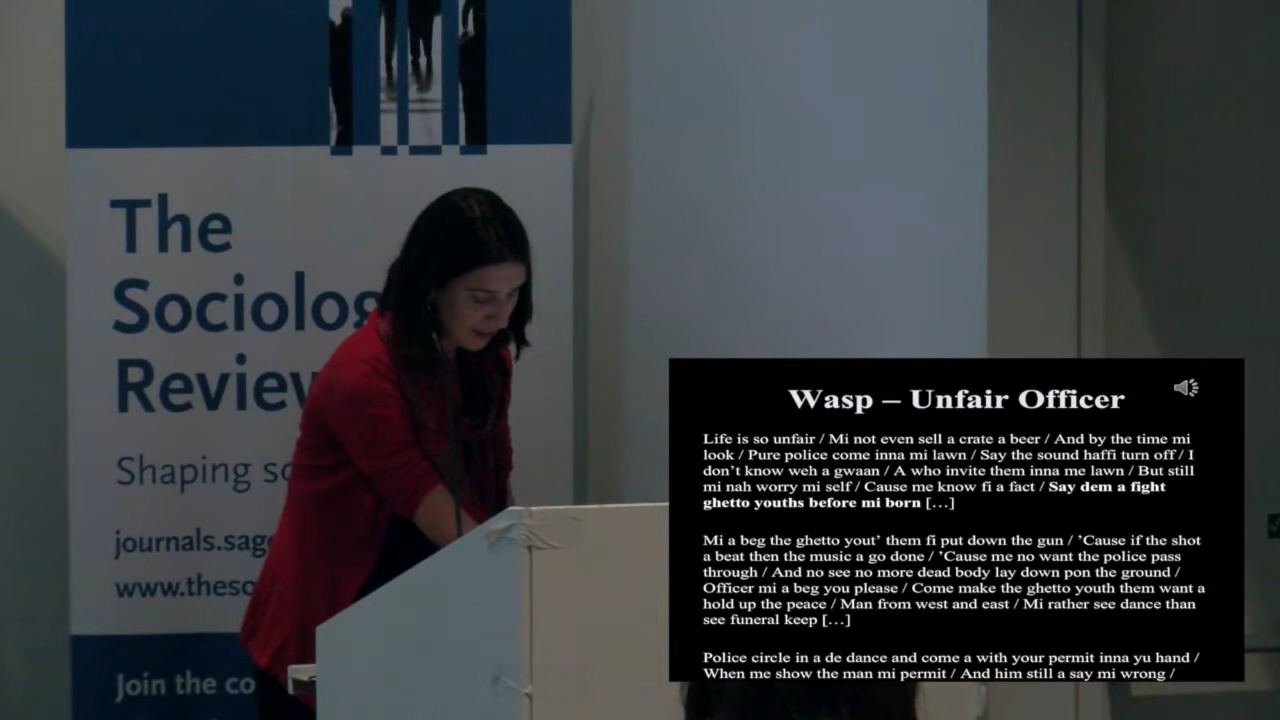 The
Sociolog
Review
Shaping so
journals.sage
www.theso
Join the co
Wasp – Unfair Officer
Life is so unfair / Mi not even sell a crate a beer / And by the time mi
look / Pure police come inna mi lawn / Say the sound haffi turn off / I
don't know weh a gwaan / A who invite them inna me lawn / But still
mi nah worry mi self / Cause me know fi a fact / Say dem a fight
ghetto youths before mi born […]
Mi a beg the ghetto yout' them fi put down the gun / 'Cause if the shot
a beat then the music a go done / 'Cause me no want the police pass
through / And no see no more dead body lay down pon the ground /
Officer mi a beg you please / Come make the ghetto youth them want a
hold up the peace / Man from west and east / Mi rather see dance than
see funeral keep […]
Police circle in a de dance and come a with your permit inna yu hand /
When me show the man mi permit / And him still a say mi wrong /